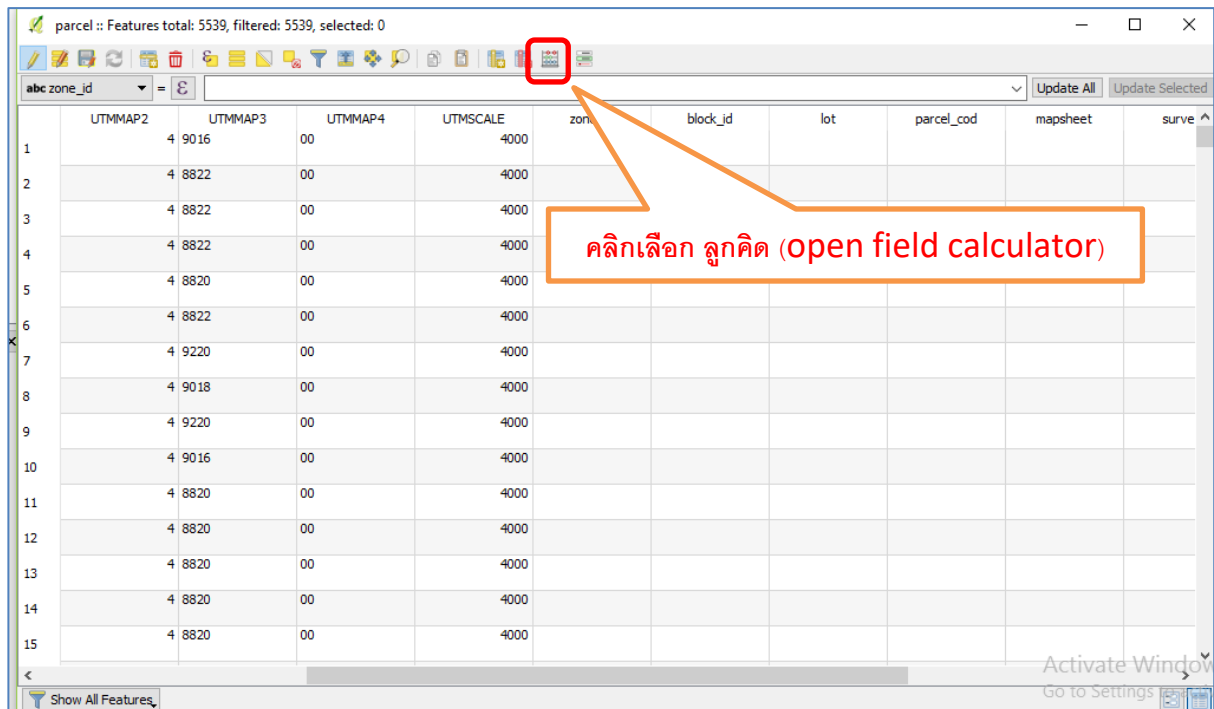 parcel :: Features total: 5539, filtered: 5539, selected: 0
abc zone_id = ε Update All Update Selected
UTMMAP2 UTMMAP3 UTMMAP4 UTMSCALE zone block_id lot parcel_cod mapsheet surve
1 4 9016 00 4000
2 4 8822 00 4000
3 4 8822 00 4000
4 4 8822 00 4000
5 4 8820 00 4000
6 4 8822 00 4000
7 4 9220 00 4000
8 4 9018 00 4000
9 4 9220 00 4000
10 4 9016 00 4000
11 4 8820 00 4000
12 4 8820 00 4000
13 4 8820 00 4000
14 4 8820 00 4000
15 4 8820 00 4000
คลิกเลือก ลูกคิด (open field calculator)
Activate Window
Go to Settings
Show All Features